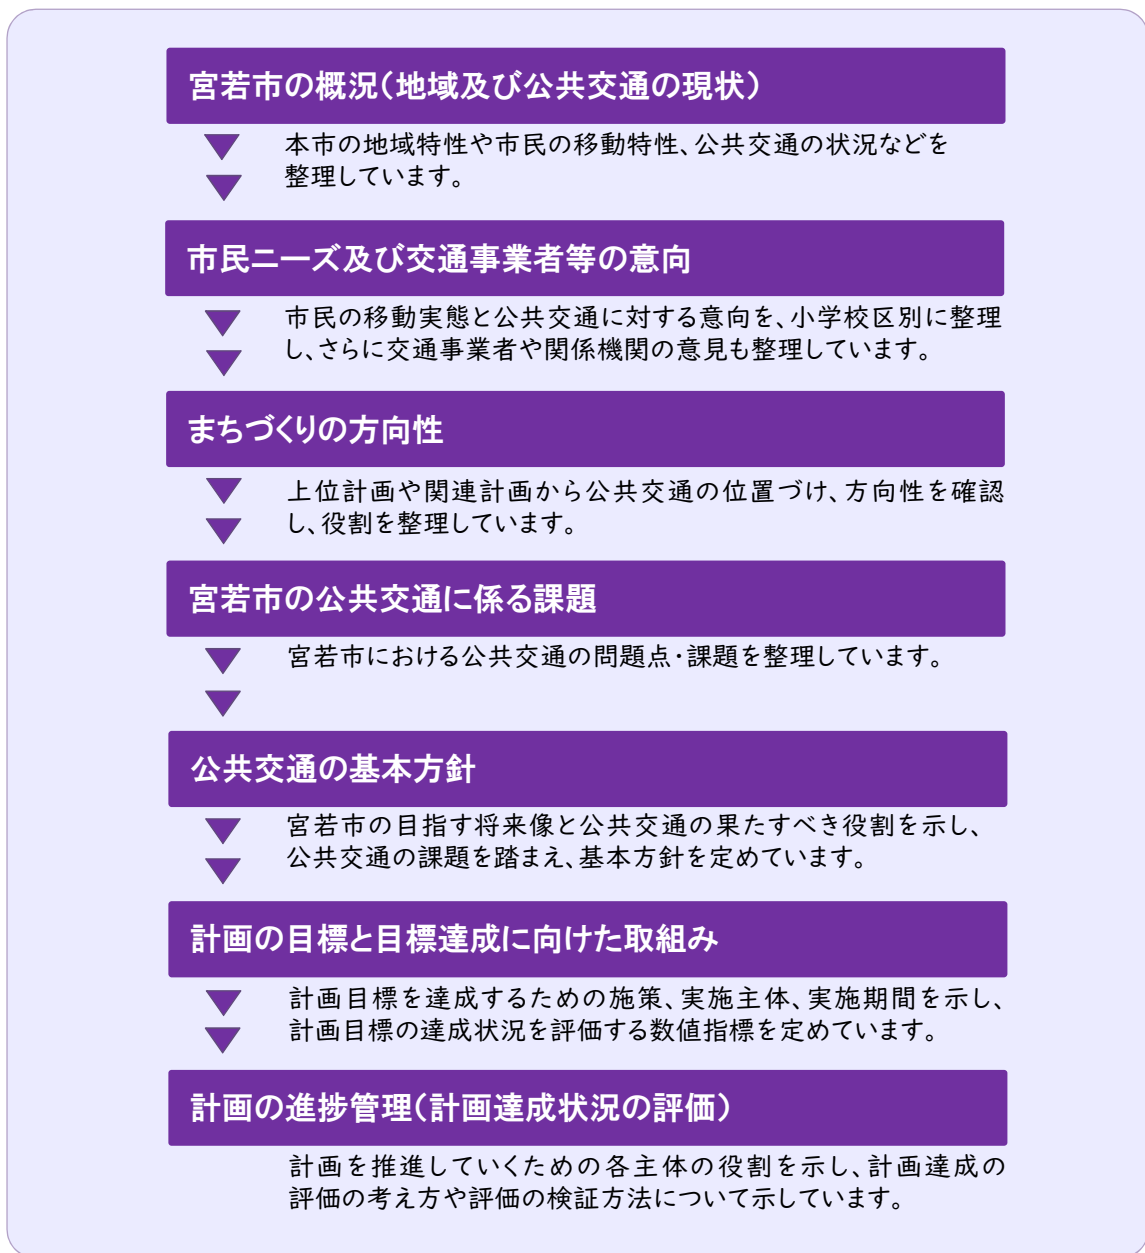 宮若市の概況(地域及び公共交通の現状)
本市の地域特性や市民の移動特性、公共交通の状況などを
整理しています。
市民ニーズ及び交通事業者等の意向
市民の移動実態と公共交通に対する意向を、小学校区別に整理
し、さらに交通事業者や関係機関の意見も整理しています。
まちづくりの方向性
上位計画や関連計画から公共交通の位置づけ、方向性を確認
し、役割を整理しています。
宮若市の公共交通に係る課題
宮若市における公共交通の問題点・課題を整理しています。
公共交通の基本方針
宮若市の目指す将来像と公共交通の果たすべき役割を示し、
公共交通の課題を踏まえ、基本方針を定めています。
計画の目標と目標達成に向けた取組み
計画目標を達成するための施策、実施主体、実施期間を示し、
計画目標の達成状況を評価する数値指標を定めています。
計画の進捗管理(計画達成状況の評価)
計画を推進していくための各主体の役割を示し、計画達成の
評価の考え方や評価の検証方法について示しています。